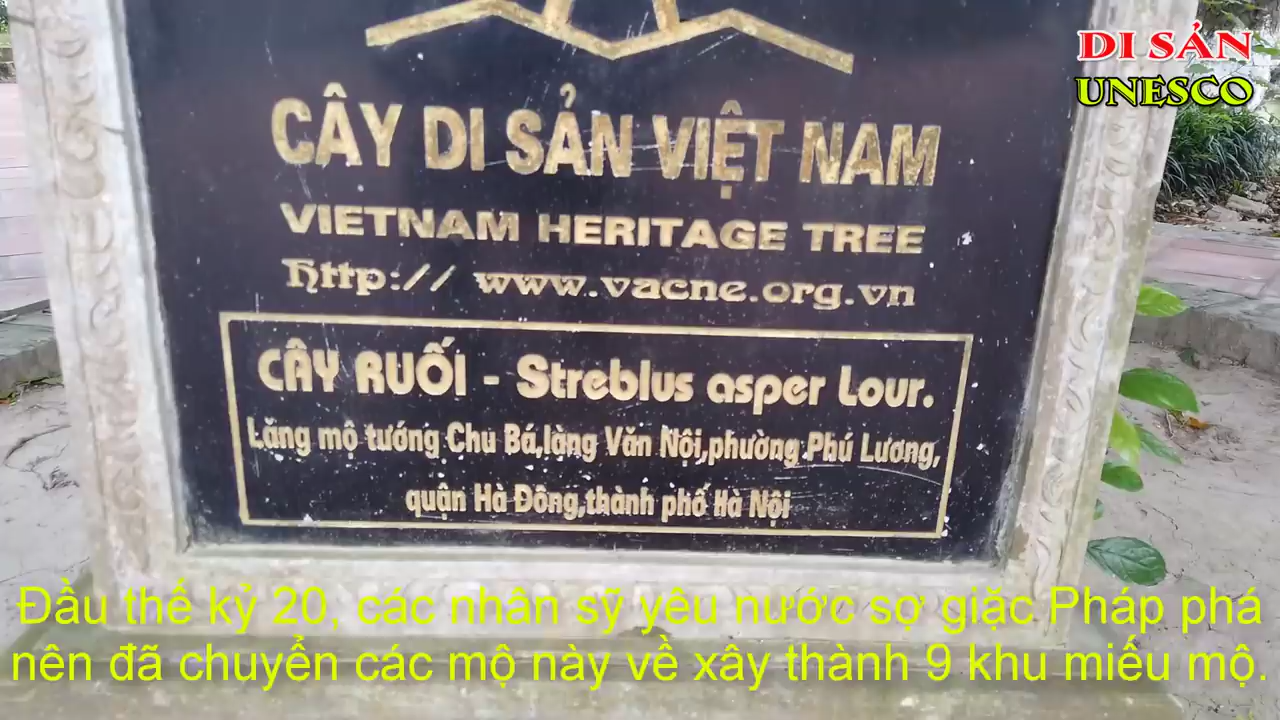 DI SẢN
UNESCO
CÂY DI SẢN VIỆT NAM
VIETNAM HERITAGE TREE
http:// www.vacne.org.vn
CÂY RUỐI - Streblus asper Lour.
Lăng mộ tướng Chu Bá,làng Văn Nội,phường Phú Lương,
quận Hà Đông,thành phố Hà Nội
Đầu thế kỷ 20, các nhân sỹ yêu nước sợ giặc Pháp phá
nên đã chuyển các mộ này về xây thành 9 khu miếu mộ.